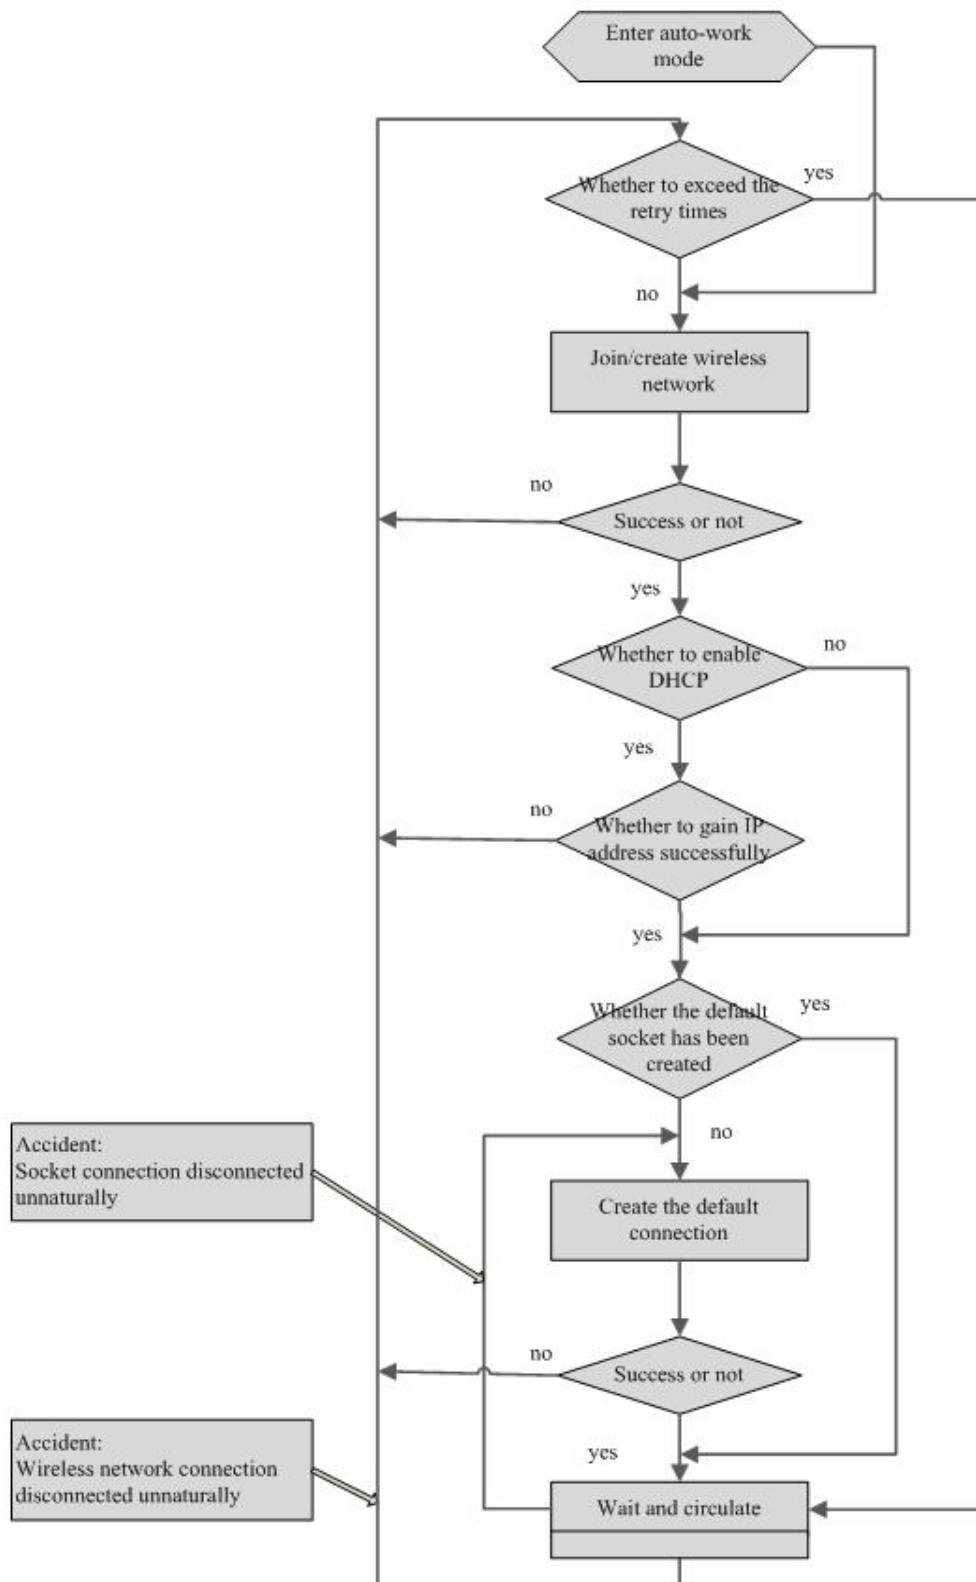 Enter auto-work
mode
Whether to exceed the
retry times
yes
no
Join/create wireless
network
no
Success or not
yes
Whether to enable
DHCP
no
yes
no
Whether to gain IP
address successfully
yes
Whether the default
socket has been
created
yes
no
Accident:
Socket connection disconnected
unnaturally
Create the default
connection
no
Success or not
yes
Accident:
Wireless network connection
disconnected unnaturally
Wait and circulate